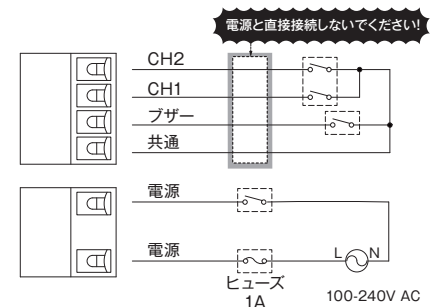 電源と直接接続しないでください!
CH2
CH1
ブザー
共通
電源
電源
L N
ヒューズ
1A
100-240V AC